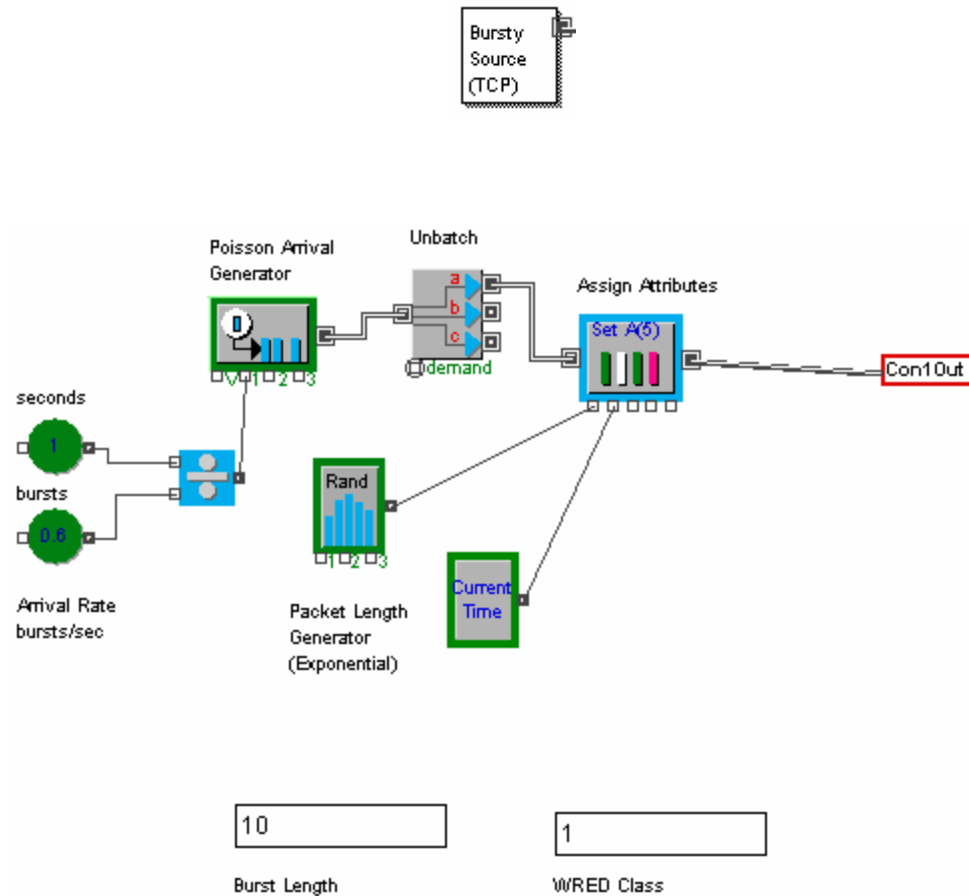 Bursty
Source
(TCP)
Poisson Arrival
Generator
Unbatch
a
b
c
demand
Assign Attributes
Set A(5)
V 1 2 3
Con1Out
seconds
1
bursts
0.6
Arrival Rate
bursts/sec
Rand
1 2 3
Packet Length
Generator
(Exponential)
Current
Time
10
Burst Length
1
WRED Class